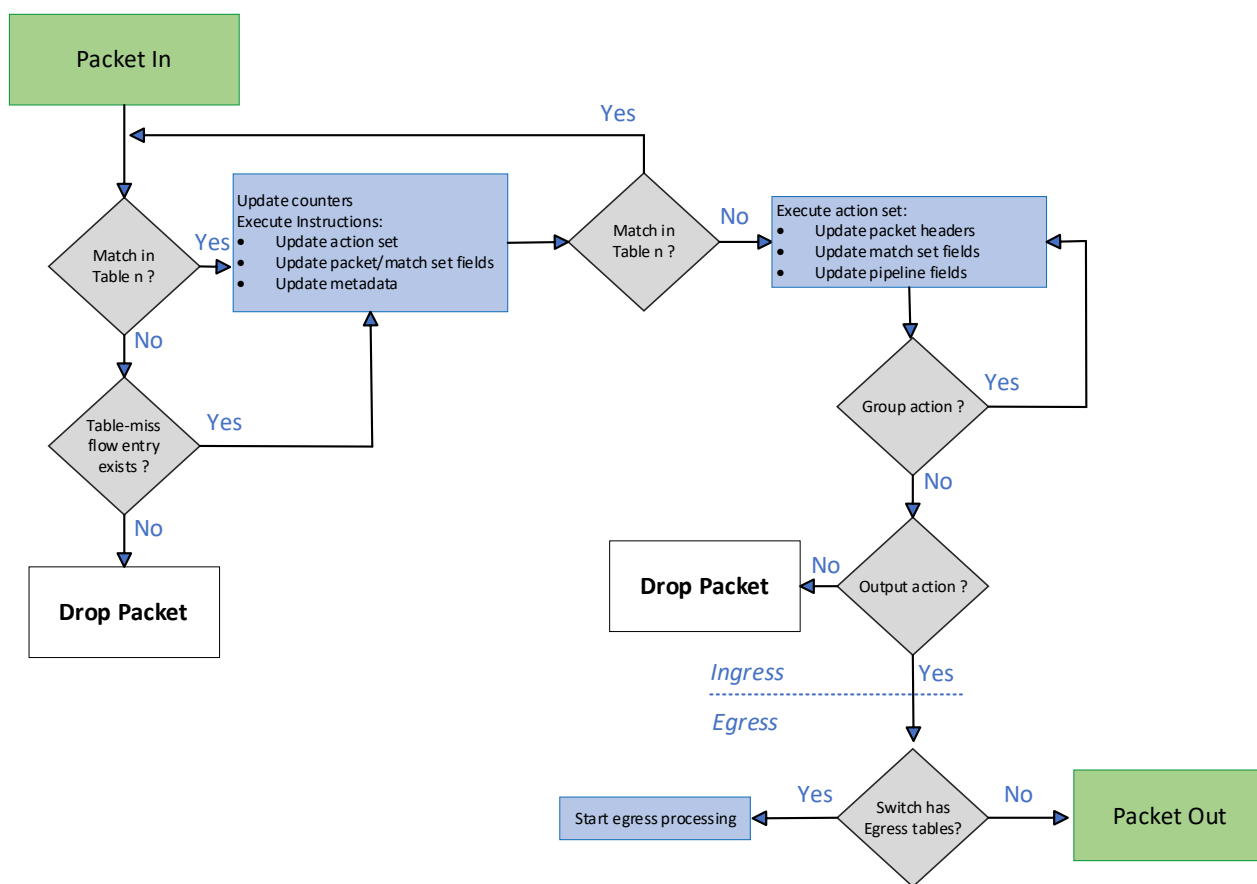 Packet In
Yes
Update counters
Execute Instructions:
• Update action set
• Update packet/match set fields
• Update metadata
Match in
Table n ?
Yes
Match in
Table n ?
No
Execute action set:
• Update packet headers
• Update match set fields
• Update pipeline fields
No
Table-miss
flow entry
exists ?
Yes
Group action ?
Yes
No
No
Drop Packet
Output action ?
No
Drop Packet
Yes
Ingress
Egress
Switch has
Egress tables?
Yes
Start egress processing
No
Packet Out